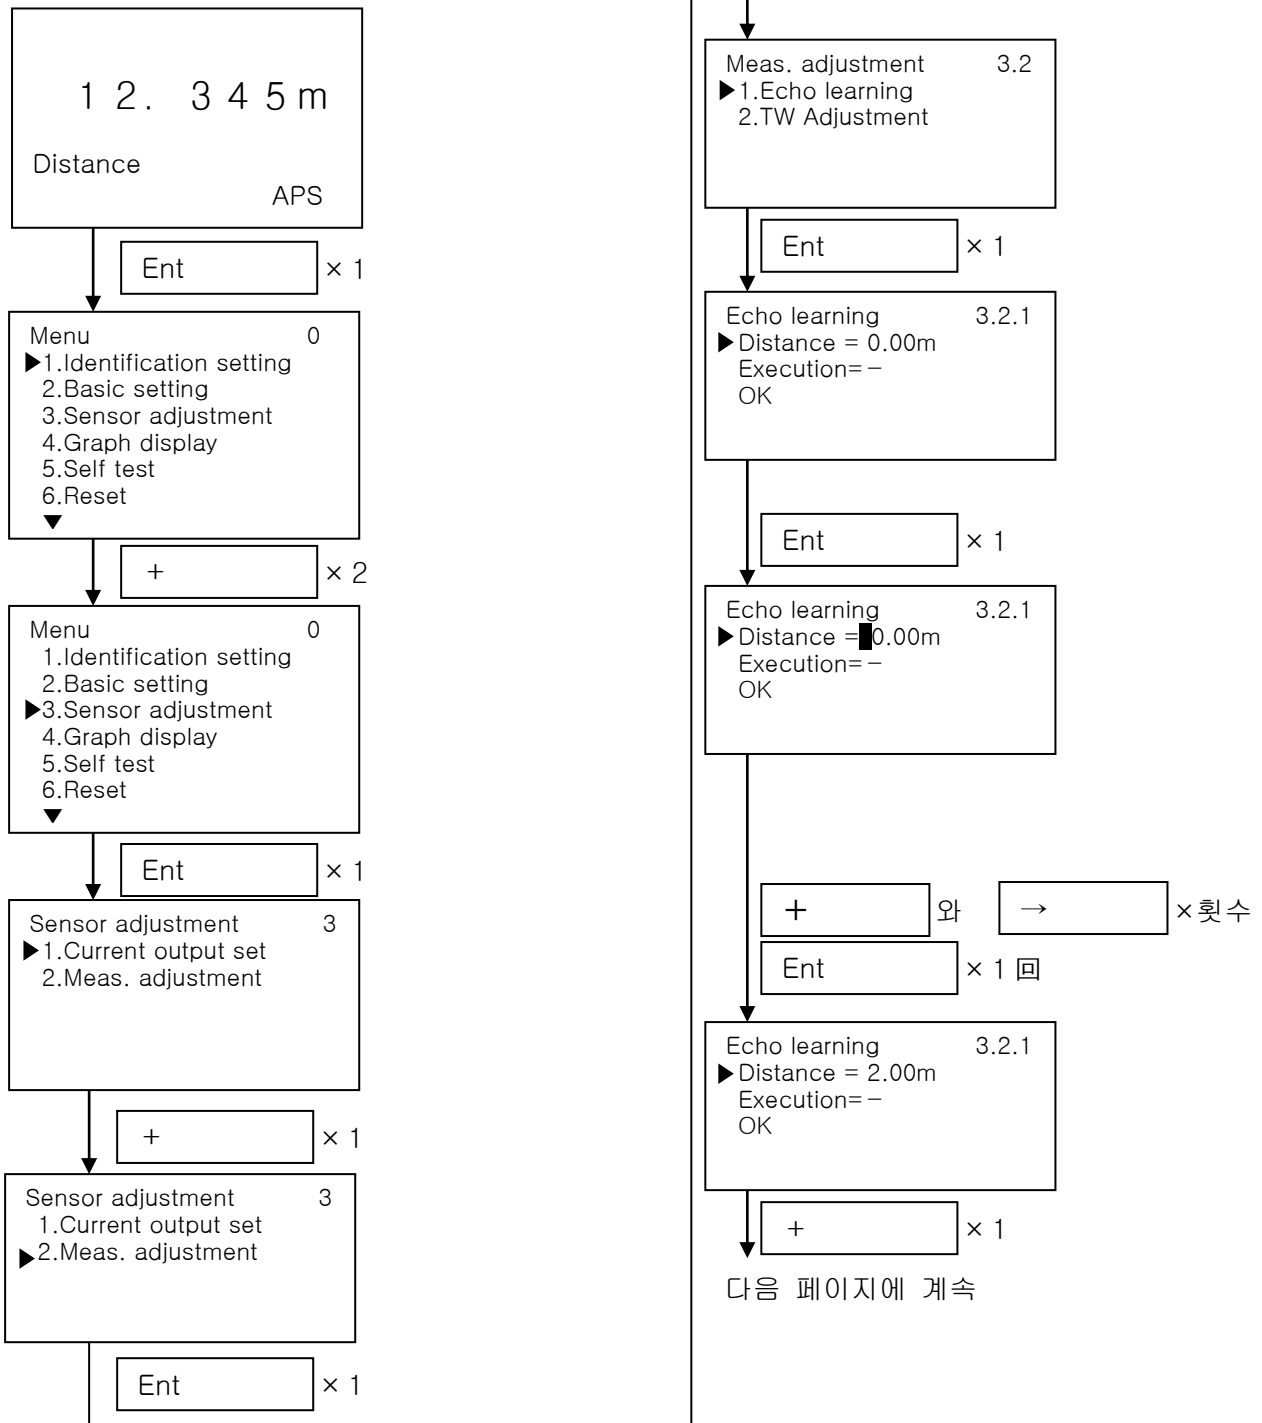 12.345m
Distance
APS
Ent × 1
Menu 0
▶1.Identification setting
2.Basic setting
3.Sensor adjustment
4.Graph display
5.Self test
6.Reset
▼
+ × 2
Menu 0
1.Identification setting
2.Basic setting
▶3.Sensor adjustment
4.Graph display
5.Self test
6.Reset
▼
Ent × 1
Sensor adjustment 3
▶1.Current output set
2.Meas. adjustment
+ × 1
Sensor adjustment 3
1.Current output set
▶2.Meas. adjustment
Ent × 1
Meas. adjustment 3.2
▶1.Echo learning
2.TW Adjustment
Ent × 1
Echo learning 3.2.1
▶Distance = 0.00m
Execution=－
OK
Ent × 1
Echo learning 3.2.1
▶Distance =█0.00m
Execution=－
OK
+ 와 → ×횟수
Ent × 1 回
Echo learning 3.2.1
▶Distance = 2.00m
Execution=－
OK
+ × 1
다음 페이지에 계속